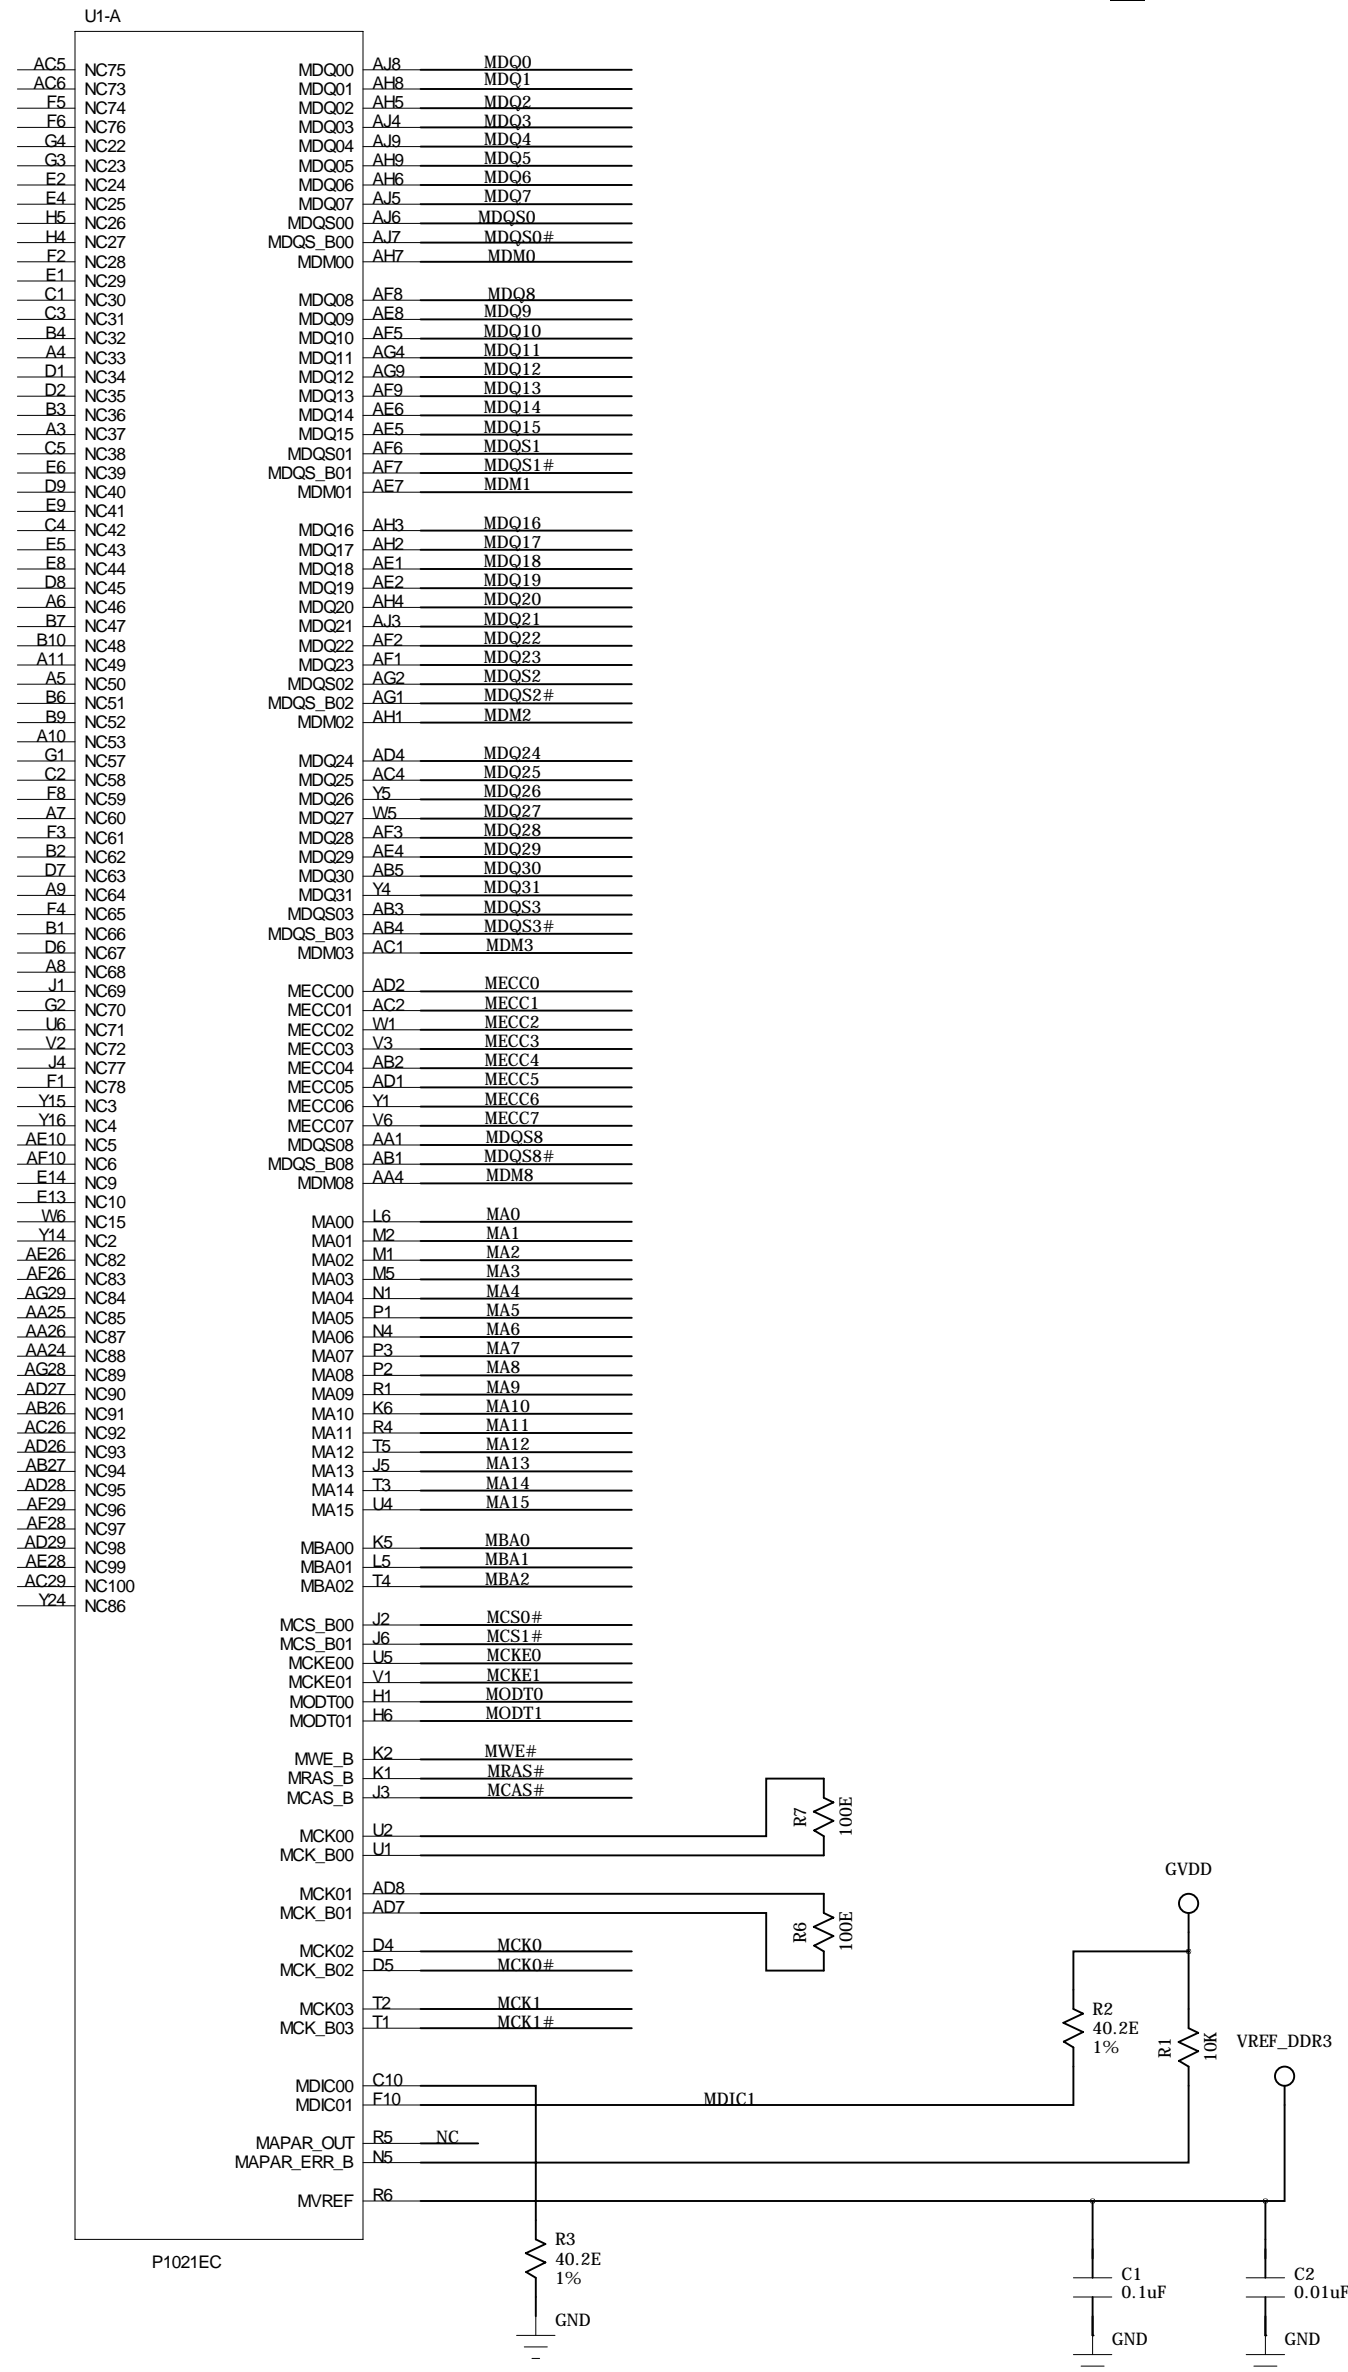 U1-A
AC5 NC75 MDQ00 AJ8 MDQ0
AC6 NC73 MDQ01 AH8 MDQ1
F5 NC74 MDQ02 AH5 MDQ2
F6 NC76 MDQ03 AJ4 MDQ3
G4 NC22 MDQ04 AJ9 MDQ4
G3 NC23 MDQ05 AH9 MDQ5
E2 NC24 MDQ06 AH6 MDQ6
E4 NC25 MDQ07 AJ5 MDQ7
H5 NC26 MDQS00 AJ6 MDQS0
H4 NC27 MDQS_B00 AJ7 MDQS0#
F2 NC28 MDM00 AH7 MDM0
E1 NC29
C1 NC30 MDQ08 AF8 MDQ8
C3 NC31 MDQ09 AE8 MDQ9
B4 NC32 MDQ10 AF5 MDQ10
A4 NC33 MDQ11 AG4 MDQ11
D1 NC34 MDQ12 AG9 MDQ12
D2 NC35 MDQ13 AF9 MDQ13
B3 NC36 MDQ14 AE6 MDQ14
A3 NC37 MDQ15 AE5 MDQ15
C5 NC38 MDQS01 AF6 MDQS1
E6 NC39 MDQS_B01 AF7 MDQS1#
D9 NC40 MDM01 AE7 MDM1
E9 NC41
C4 NC42 MDQ16 AH3 MDQ16
E5 NC43 MDQ17 AH2 MDQ17
E8 NC44 MDQ18 AE1 MDQ18
D8 NC45 MDQ19 AE2 MDQ19
A6 NC46 MDQ20 AH4 MDQ20
B7 NC47 MDQ21 AJ3 MDQ21
B10 NC48 MDQ22 AF2 MDQ22
A11 NC49 MDQ23 AF1 MDQ23
A5 NC50 MDQS02 AG2 MDQS2
B6 NC51 MDQS_B02 AG1 MDQS2#
B9 NC52 MDM02 AH1 MDM2
A10 NC53
G1 NC57 MDQ24 AD4 MDQ24
C2 NC58 MDQ25 AC4 MDQ25
F8 NC59 MDQ26 Y5 MDQ26
A7 NC60 MDQ27 W5 MDQ27
F3 NC61 MDQ28 AF3 MDQ28
B2 NC62 MDQ29 AE4 MDQ29
D7 NC63 MDQ30 AB5 MDQ30
A9 NC64 MDQ31 Y4 MDQ31
F4 NC65 MDQS03 AB3 MDQS3
B1 NC66 MDQS_B03 AB4 MDQS3#
D6 NC67 MDM03 AC1 MDM3
A8 NC68
J1 NC69 MECC00 AD2 MECC0
G2 NC70 MECC01 AC2 MECC1
U6 NC71 MECC02 W1 MECC2
V2 NC72 MECC03 V3 MECC3
J4 NC77 MECC04 AB2 MECC4
F1 NC78 MECC05 AD1 MECC5
Y15 NC3 MECC06 Y1 MECC6
Y16 NC4 MECC07 V6 MECC7
AE10 NC5 MDQS08 AA1 MDQS8
AF10 NC6 MDQS_B08 AB1 MDQS8#
E14 NC9 MDM08 AA4 MDM8
E13 NC10
W6 NC15 MA00 L6 MA0
Y14 NC2 MA01 M2 MA1
AE26 NC82 MA02 M1 MA2
AF26 NC83 MA03 M5 MA3
AG29 NC84 MA04 N1 MA4
AA25 NC85 MA05 P1 MA5
AA26 NC87 MA06 N4 MA6
AA24 NC88 MA07 P3 MA7
AG28 NC89 MA08 P2 MA8
AD27 NC90 MA09 R1 MA9
AB26 NC91 MA10 K6 MA10
AC26 NC92 MA11 R4 MA11
AD26 NC93 MA12 T5 MA12
AB27 NC94 MA13 J5 MA13
AD28 NC95 MA14 T3 MA14
AF29 NC96 MA15 U4 MA15
AF28 NC97
AD29 NC98 MBA00 K5 MBA0
AE28 NC99 MBA01 L5 MBA1
AC29 NC100 MBA02 T4 MBA2
Y24 NC86
MCS_B00 J2 MCS0#
MCS_B01 J6 MCS1#
MCKE00 U5 MCKE0
MCKE01 V1 MCKE1
MODT00 H1 MODT0
MODT01 H6 MODT1
MWE_B K2 MWE#
MRAS_B K1 MRAS#
MCAS_B J3 MCAS#
R7 100E
MCK00 U2
MCK_B00 U1
GVDD
MCK01 AD8
MCK_B01 AD7
R6 100E
MCK02 D4 MCK0
MCK_B02 D5 MCK0#
MCK03 T2 MCK1
MCK_B03 T1 MCK1#
R2
40.2E
1%
R1 10K
VREF_DDR3
MDIC00 C10
MDIC01 F10 MDIC1
MAPAR_OUT R5 NC
MAPAR_ERR_B N5
MVREF R6
P1021EC
R3
40.2E
1%
GND
C1
0.1uF
GND
C2
0.01uF
GND